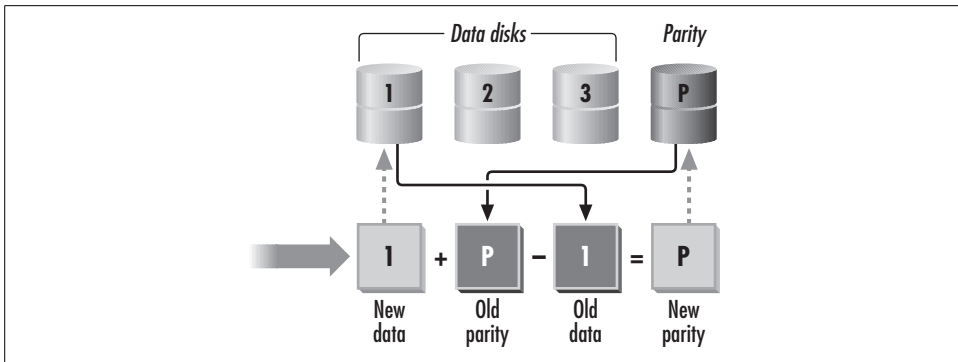 Data disks Parity
1 2 3 P
1 + P – 1 = P
New data Old parity Old data New parity